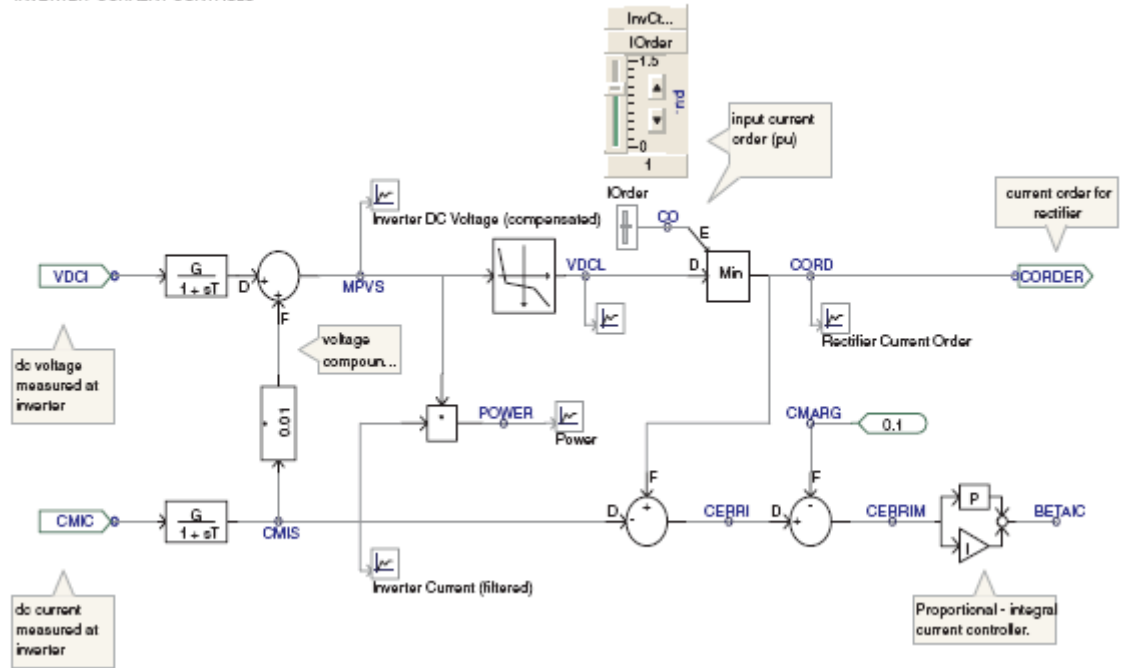 InvCt...
IOrder
1.5
pu.
0
1
input current
order (pu)
IOrder
CO
E
current order for
rectifier
Inverter DC Voltage (compensated)
VDCI
G
1 + sT
D
+
+
F
MPVS
VDCL
D
Min
CORD
CORDER
Rectifier Current Order
dc voltage
measured at
inverter
voltage
compoun...
*
0.01
*
POWER
Power
CMARG
0.1
F
F
CMIC
G
1 + sT
CMIS
D
-
+
CERRI
D
+
-
CERRIM
P
I
BETAIC
Inverter Current (filtered)
dc current
measured at
inverter
Proportional - integral
current controller.